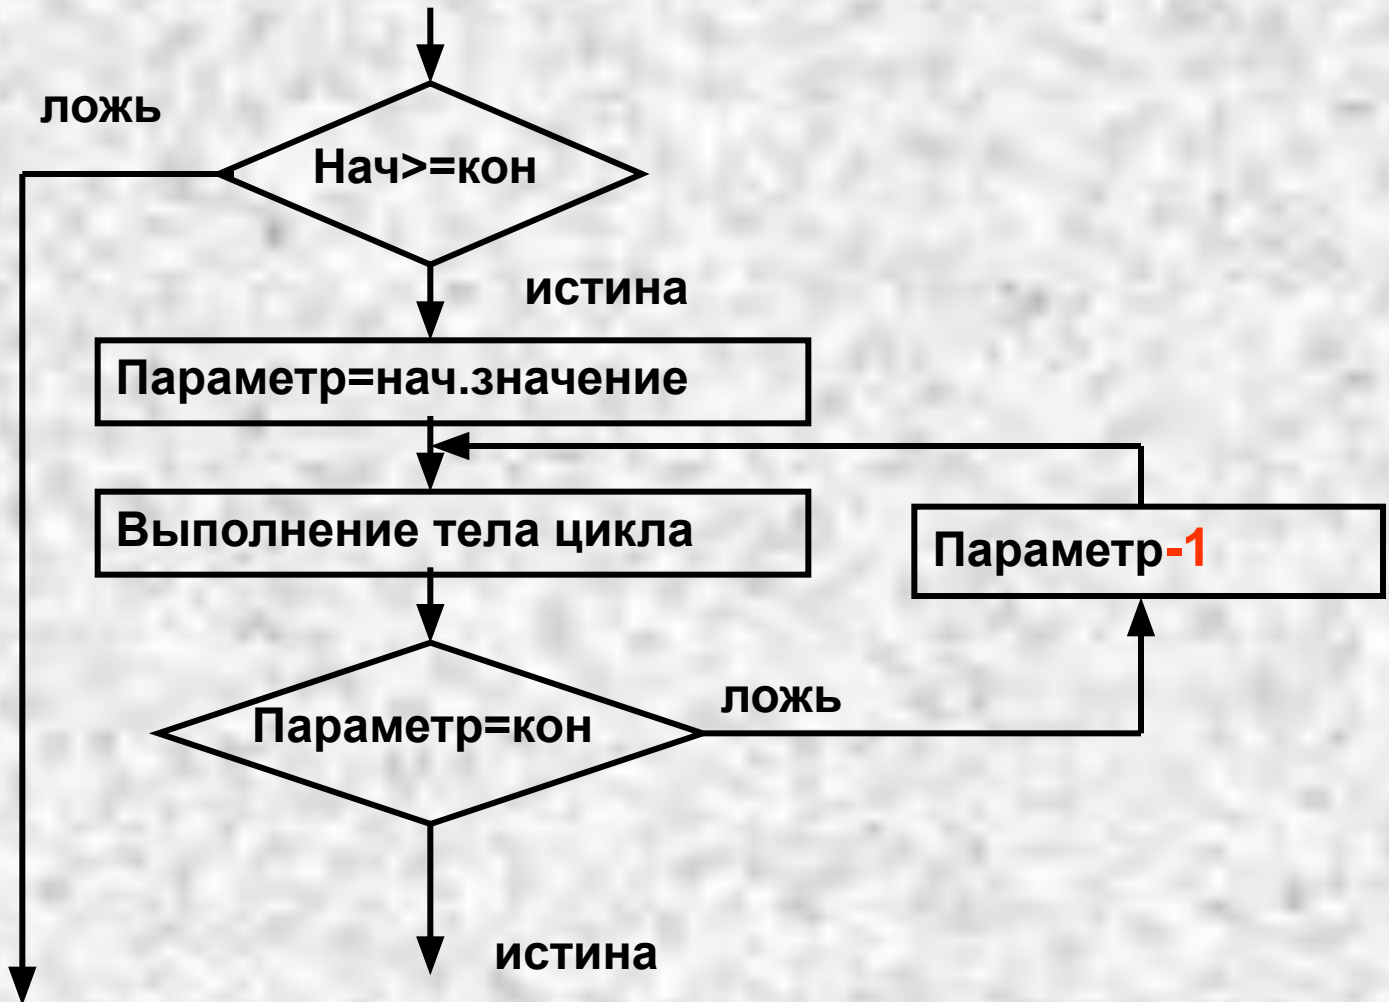 ложь
Нач>=кон
истина
Параметр=нач.значение
Выполнение тела цикла
Параметр-1
ложь
Параметр=кон
истина